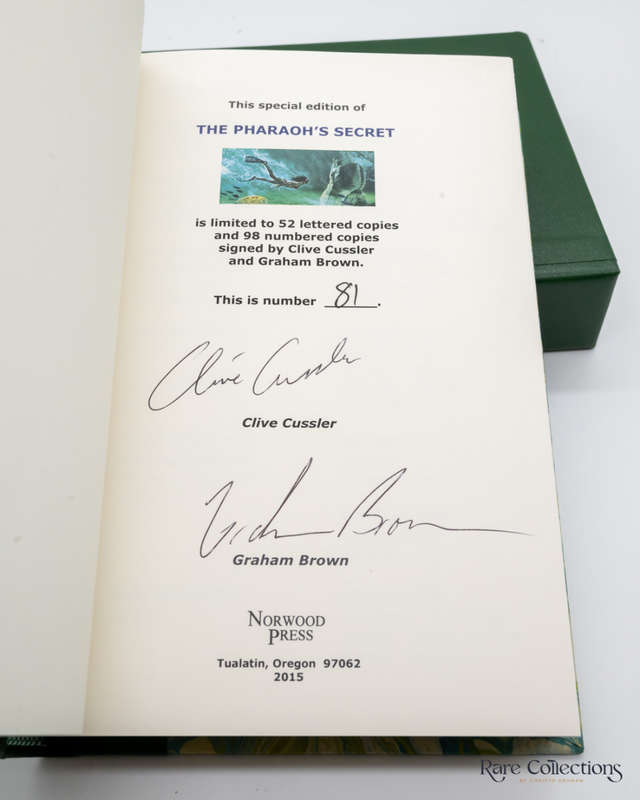 This special edition of
THE PHARAOH'S SECRET
is limited to 52 lettered copies
and 98 numbered copies
signed by Clive Cussler
and Graham Brown.
This is number 81.
Clive Cussler
Clive Cussler
Graham Brown
Graham Brown
NORWOOD
PRESS
Tualatin, Oregon 97062
2015
Rare Collections